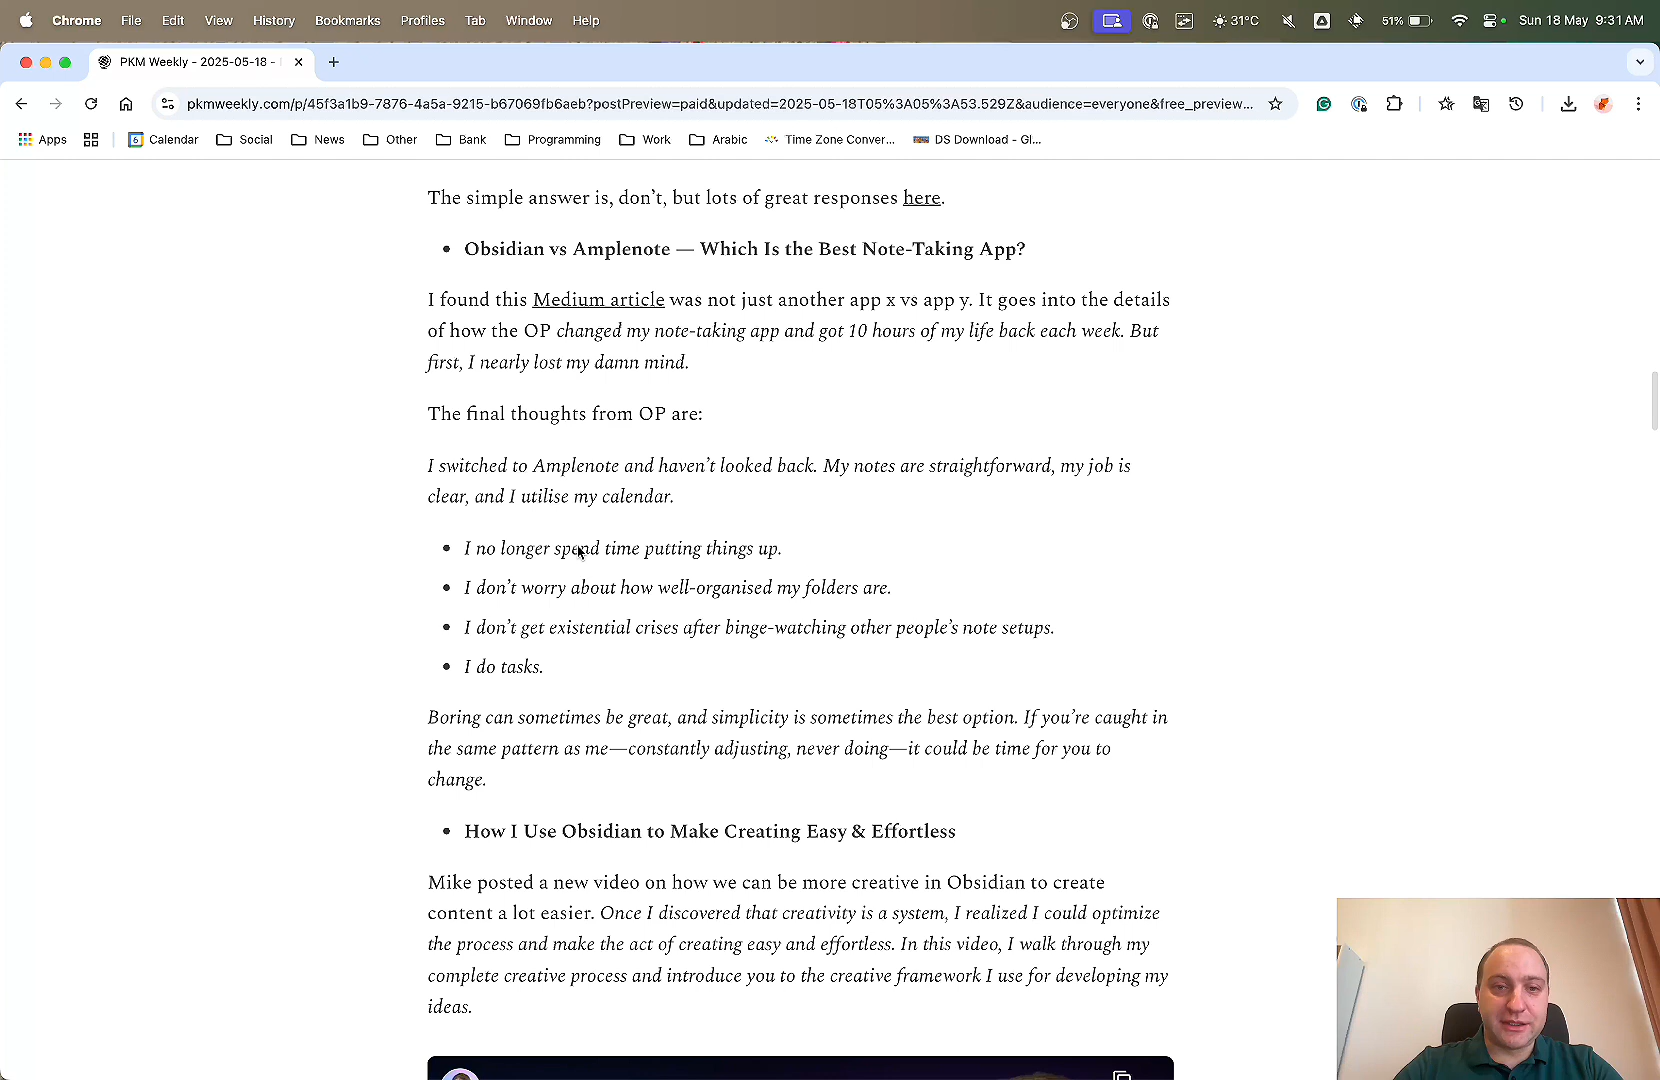 Chrome File Edit View History Bookmarks Profiles Tab Window Help 31°C 51% Sun 18 May 9:31 AM
PKM Weekly - 2025-05-18 -
pkmweekly.com/p/45f3a1b9-7876-4a5a-9215-b67069fb6aeb?postPreview=paid&updated=2025-05-18T05%3A05%3A53.529Z&audience=everyone&free_preview...
Apps 6 Calendar Social News Other Bank Programming Work Arabic Time Zone Conver... DS Download - Gl...
The simple answer is, don’t, but lots of great responses here.
• Obsidian vs Amplenote — Which Is the Best Note-Taking App?
I found this Medium article was not just another app x vs app y. It goes into the details
of how the OP changed my note-taking app and got 10 hours of my life back each week. But
first, I nearly lost my damn mind.
The final thoughts from OP are:
I switched to Amplenote and haven’t looked back. My notes are straightforward, my job is
clear, and I utilise my calendar.
• I no longer spend time putting things up.
• I don’t worry about how well-organised my folders are.
• I don’t get existential crises after binge-watching other people’s note setups.
• I do tasks.
Boring can sometimes be great, and simplicity is sometimes the best option. If you’re caught in
the same pattern as me—constantly adjusting, never doing—it could be time for you to
change.
• How I Use Obsidian to Make Creating Easy & Effortless
Mike posted a new video on how we can be more creative in Obsidian to create
content a lot easier. Once I discovered that creativity is a system, I realized I could optimize
the process and make the act of creating easy and effortless. In this video, I walk through my
complete creative process and introduce you to the creative framework I use for developing my
ideas.